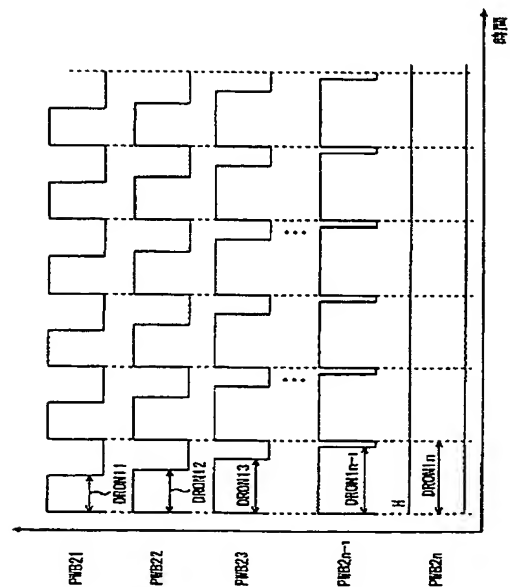 PWB21
PWB22
PWB23
PWB2n-1
PWB2n
DRON11
DRON12
DRON13
DRON1n-1
H
DRON1n
時間